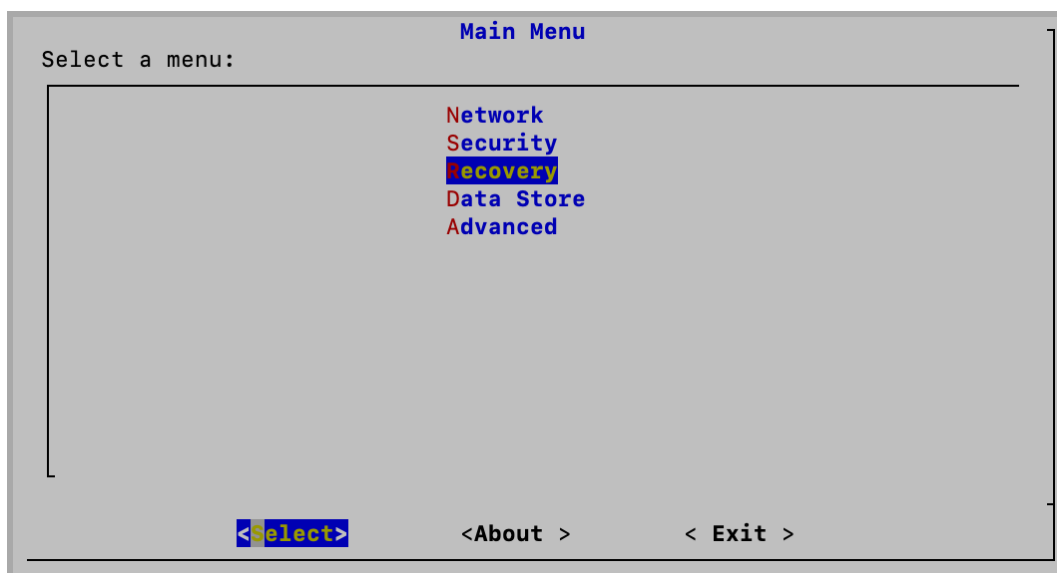 Main Menu
Select a menu:
Network
Security
Recovery
Data Store
Advanced
<Select> <About > < Exit >